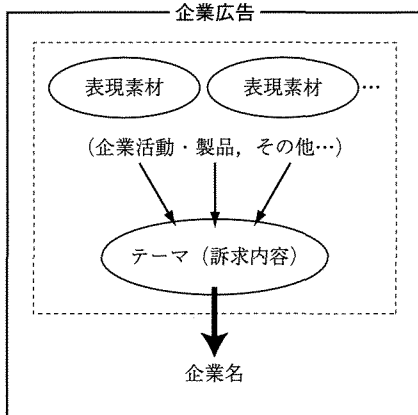 企業広告
表現素材
表現素材
…
(企業活動・製品，その他…)
テーマ（訴求内容）
企業名